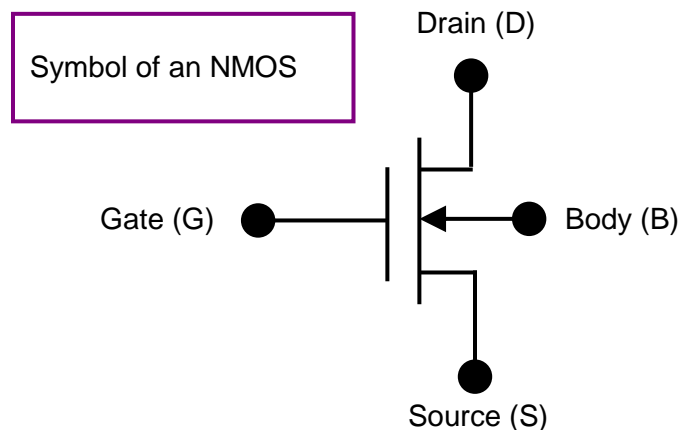 Drain (D)
Symbol of an NMOS
Gate (G)
Body (B)
Source (S)